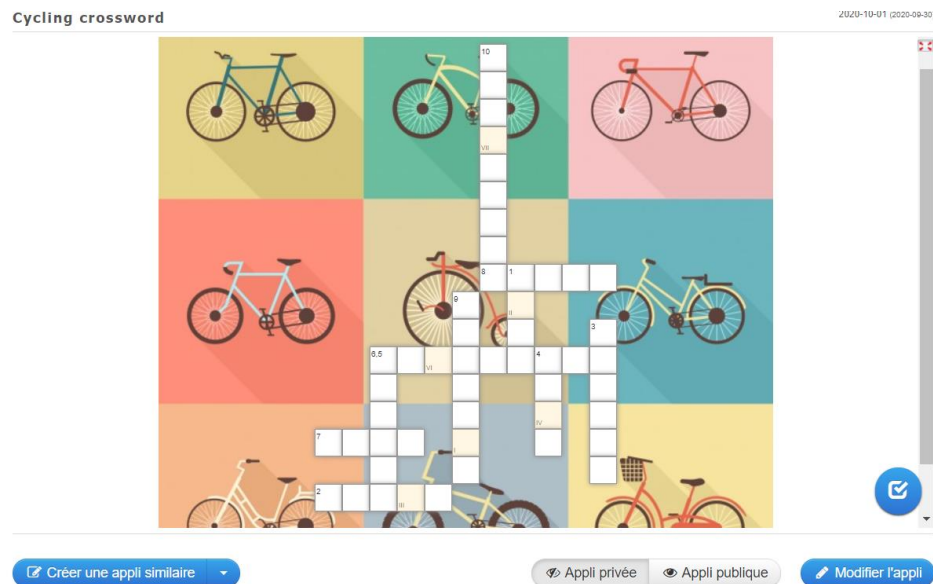 Cycling crossword
2020-10-01 (2020-09-30
10
VII
8 1
9
II
3
6,5 VI 4
IV
7
I
2 III
Créer une appli similaire
Appli privée Appli publique Modifier l'appli